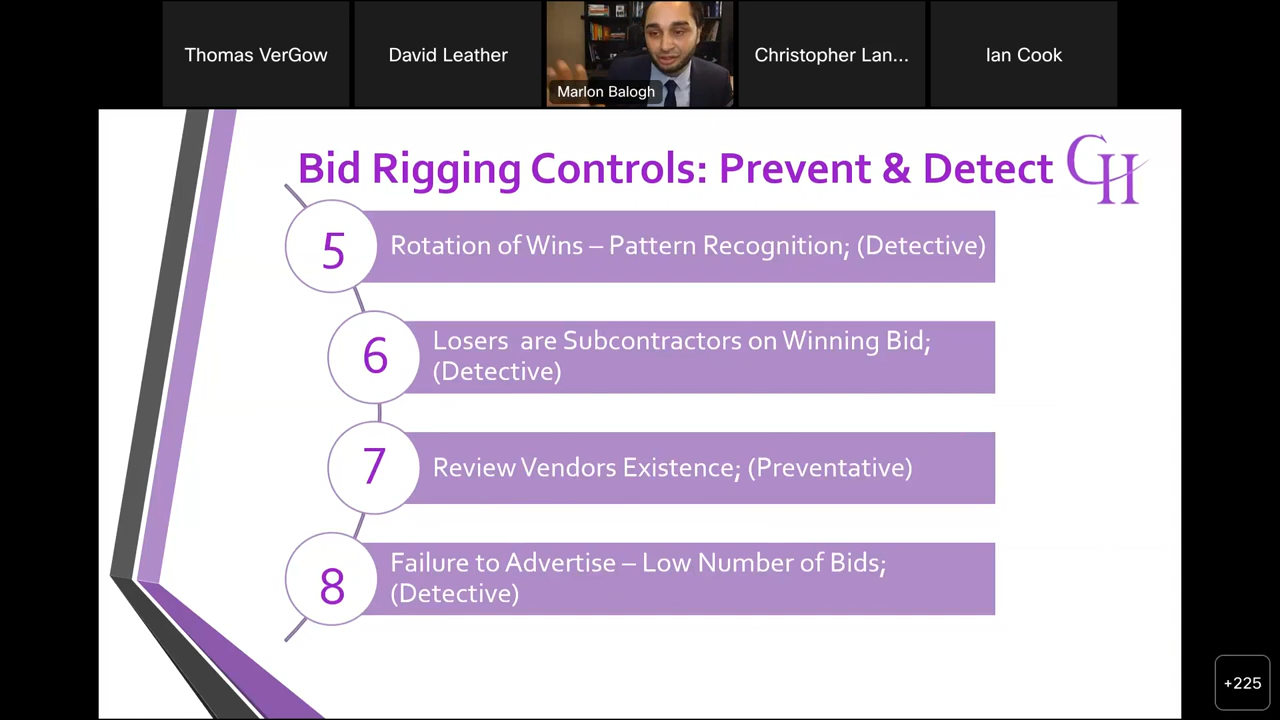 Thomas VerGow
David Leather
Marlon Balogh
Christopher Lan...
Ian Cook
Bid Rigging Controls: Prevent & Detect
CH
5
Rotation of Wins – Pattern Recognition; (Detective)
6
Losers are Subcontractors on Winning Bid;
(Detective)
7
Review Vendors Existence; (Preventative)
8
Failure to Advertise – Low Number of Bids;
(Detective)
+225